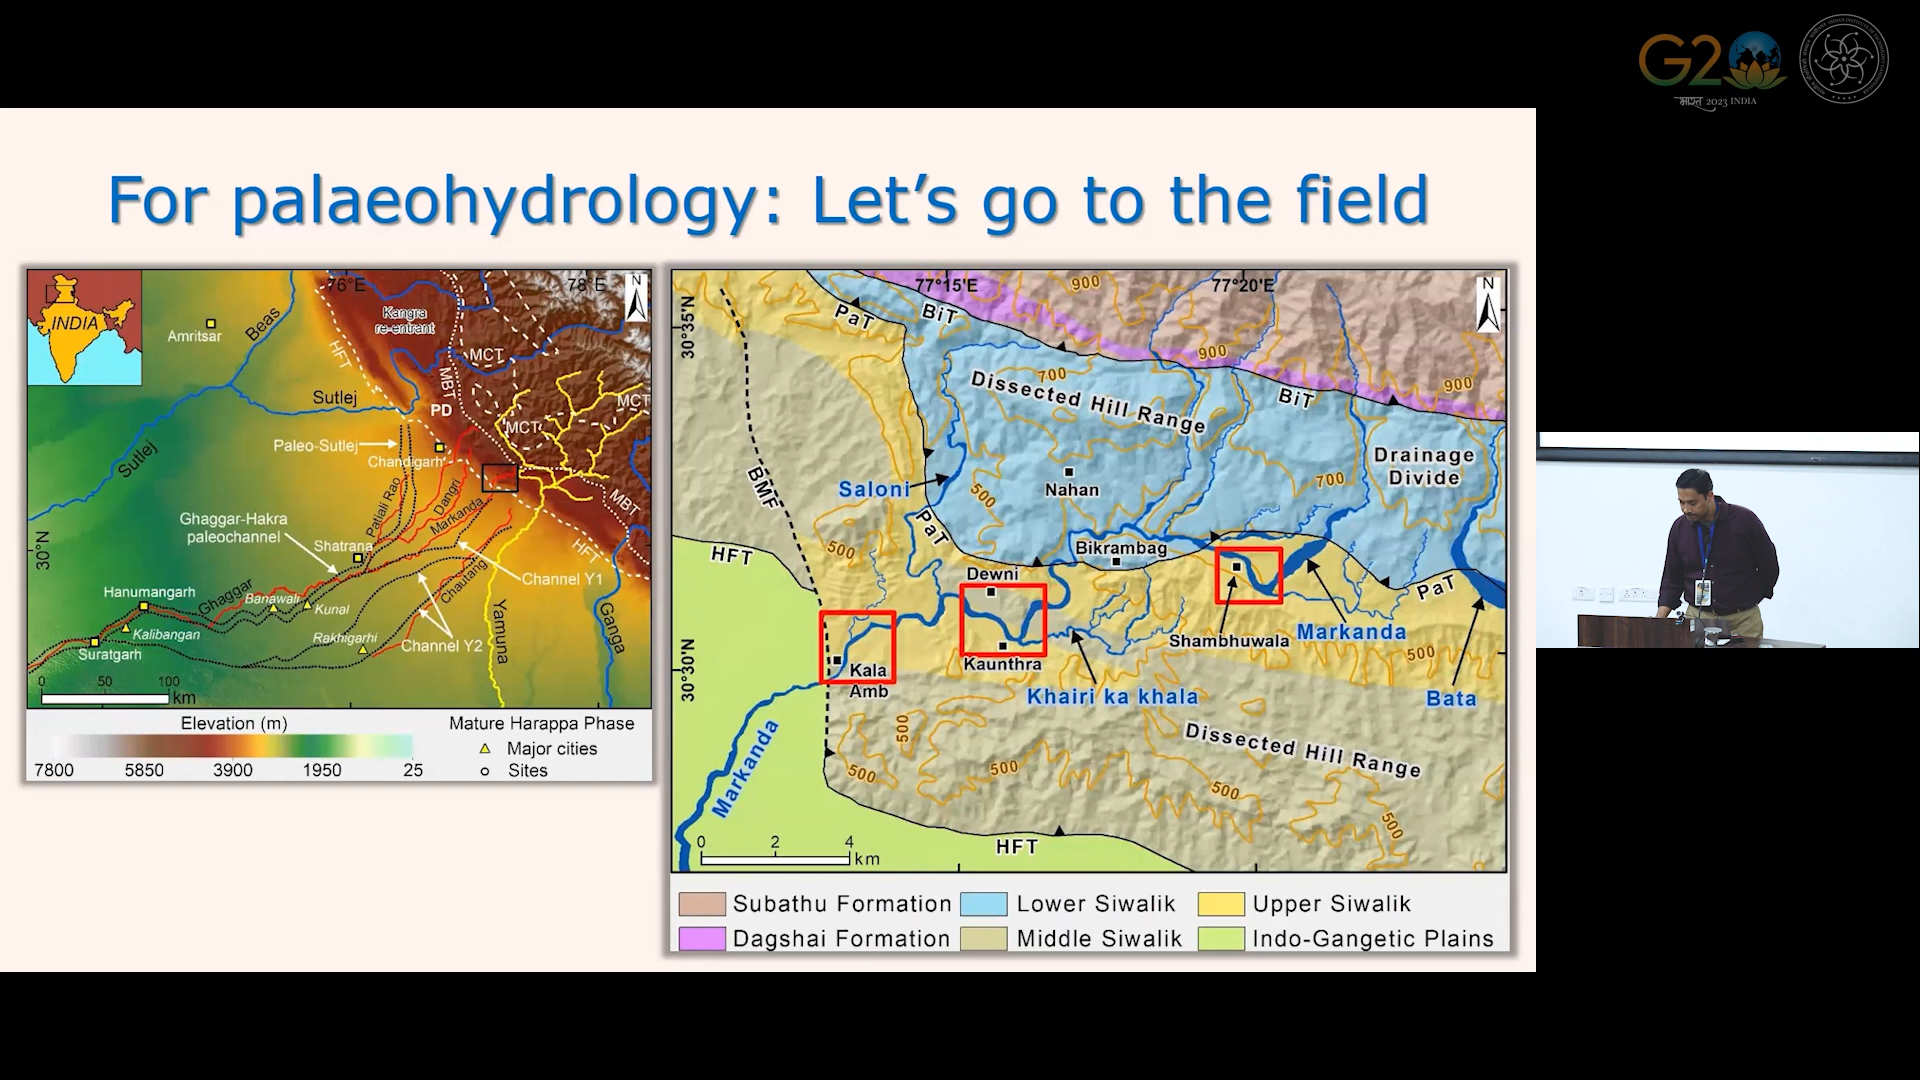 G20
भारत 2023 INDIA
For palaeohydrology: Let's go to the field
76°E
78°E
N
INDIA
Amritsar
Beas
Kangra
re-entrant
HFT
MCT
MBT
Sutlej
PD
MCT
MCT
Paleo-Sutlej
Chandigarh
Sutlej
Patiali Rao
Dangri
Markanda
MBT
Ghaggar-Hakra
paleochannel
Shatrana
HFT
30°N
Channel Y1
Hanumangarh
Ghaggar
Banawali
Kunal
Chautang
Kalibangan
Rakhigarhi
Channel Y2
Yamuna
Ganga
Suratgarh
0 50 100
km
Elevation (m)
7800 5850 3900 1950 25
Mature Harappa Phase
Major cities
Sites
77°15'E
77°20'E
N
30°35'N
PaT
BiT
900
900
700
Dissected Hill Range
BiT
900
Drainage
Divide
BMF
Saloni
500
Nahan
700
PaT
HFT
500
Bikrambag
Dewni
PaT
Shambhuwala
Markanda
30°30'N
Kala
Amb
Kaunthra
500
Khairi ka khala
Bata
Markanda
500
Dissected Hill Range
500
500
500
500
0 2 4
km
HFT
Subathu Formation
Lower Siwalik
Upper Siwalik
Dagshai Formation
Middle Siwalik
Indo-Gangetic Plains